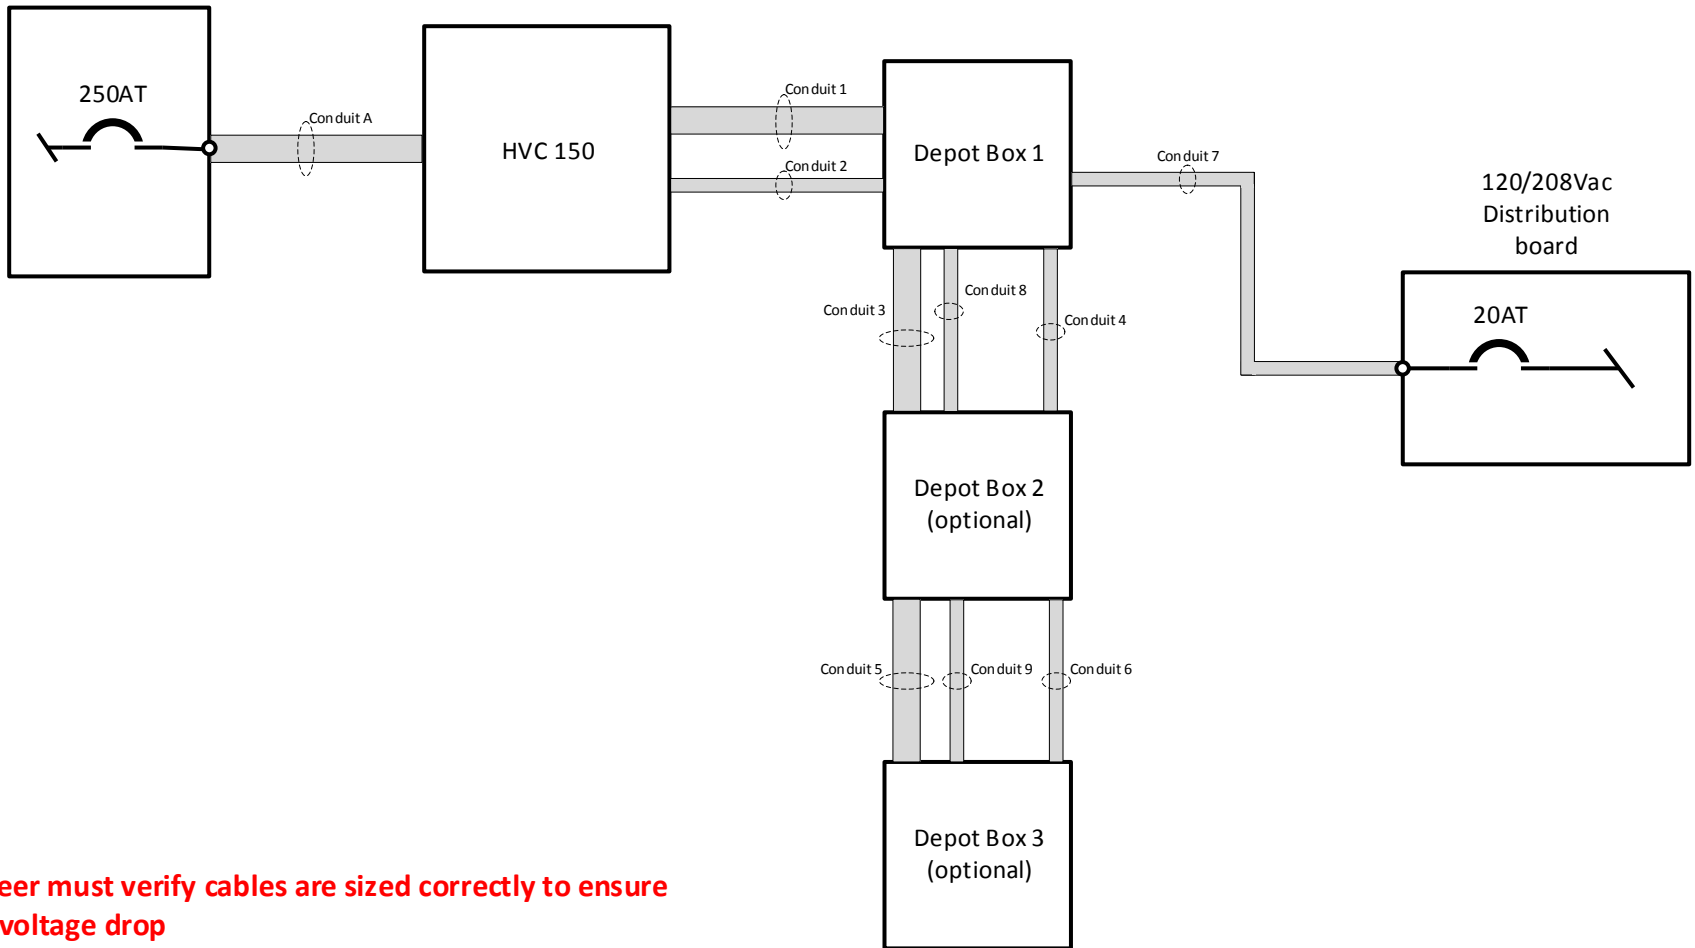 250AT
Conduit A
HVC 150
Conduit 1
Conduit 2
Depot Box 1
Conduit 7
120/208Vac
Distribution
board
20AT
Conduit 3
Conduit 8
Conduit 4
Depot Box 2
(optional)
Conduit 5
Conduit 9
Conduit 6
Depot Box 3
(optional)
eer must verify cables are sized correctly to ensure
voltage drop